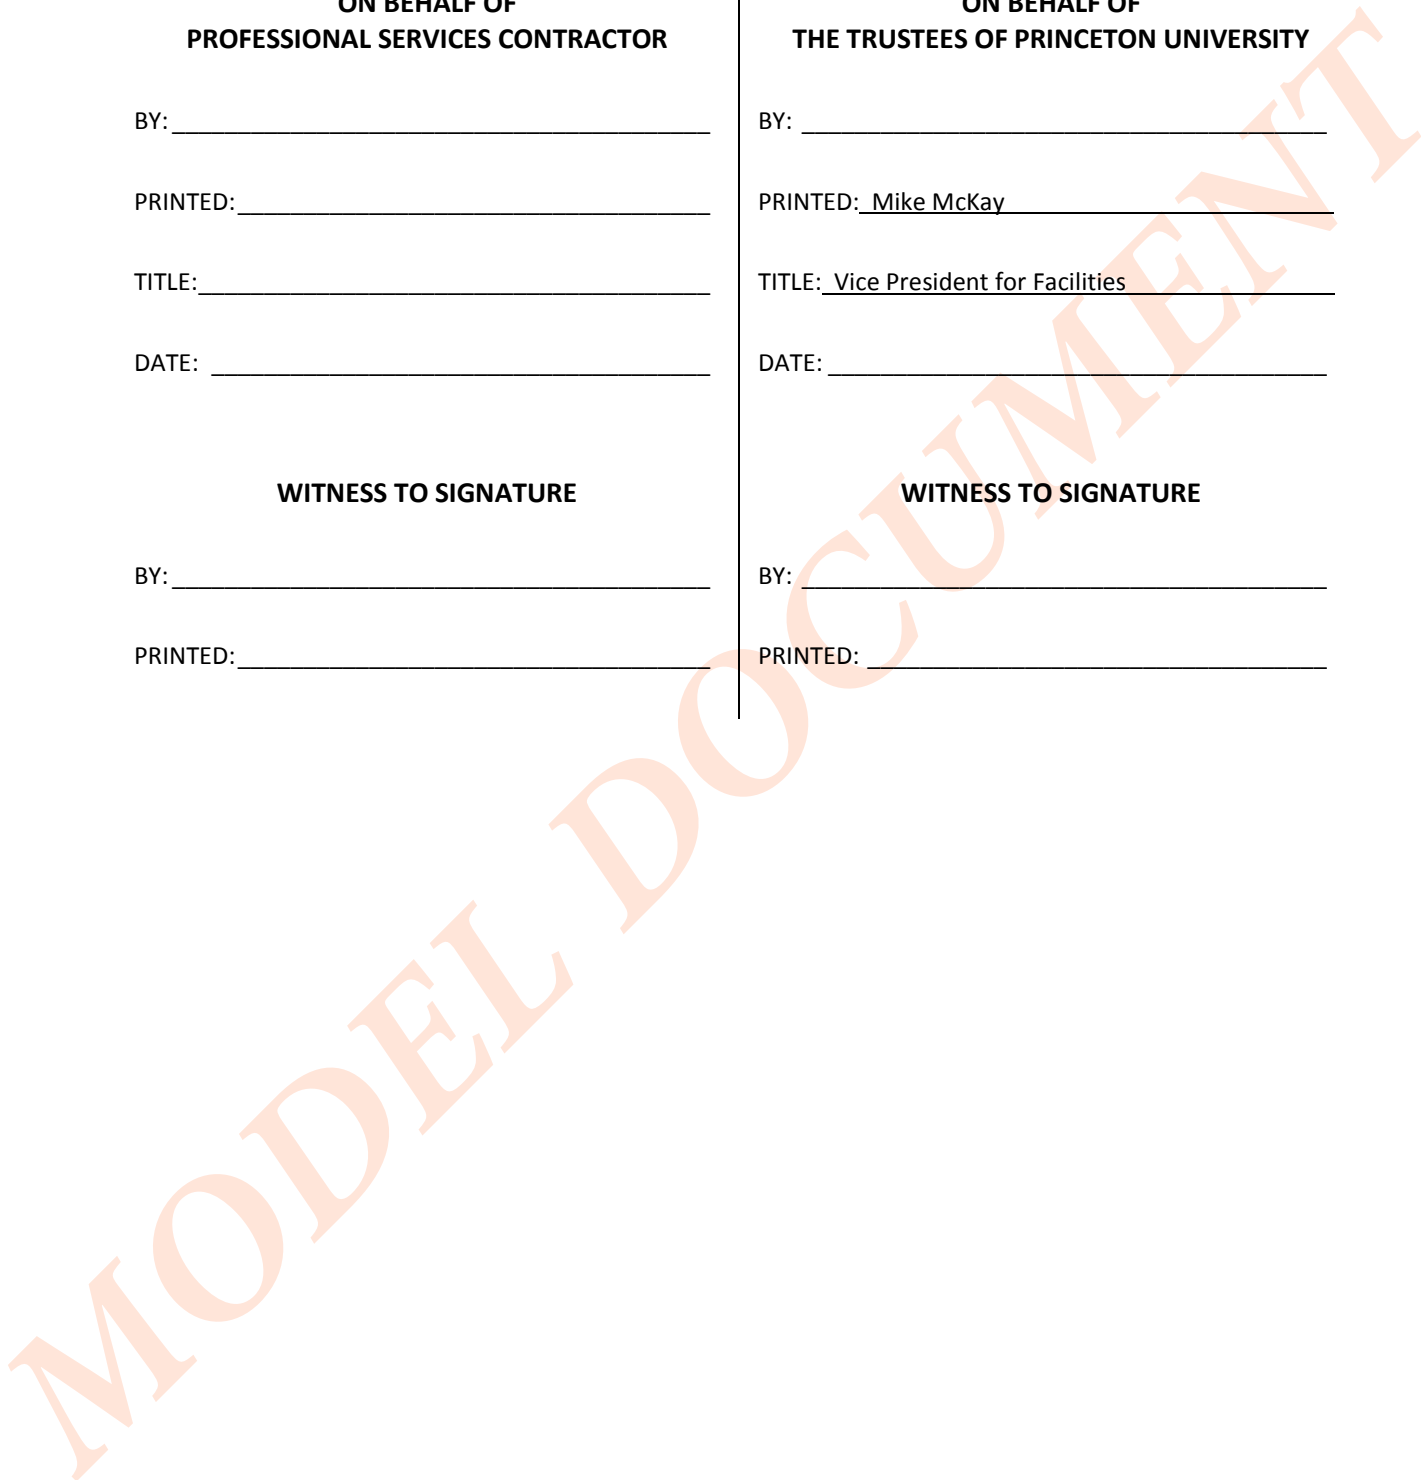 ON BEHALF OF
PROFESSIONAL SERVICES CONTRACTOR
BY:
PRINTED:
TITLE:
DATE:
WITNESS TO SIGNATURE
BY:
PRINTED:
ON BEHALF OF
THE TRUSTEES OF PRINCETON UNIVERSITY
BY:
PRINTED: Mike McKay
TITLE: Vice President for Facilities
DATE:
WITNESS TO SIGNATURE
BY:
PRINTED:
MODEL DOCUMENT